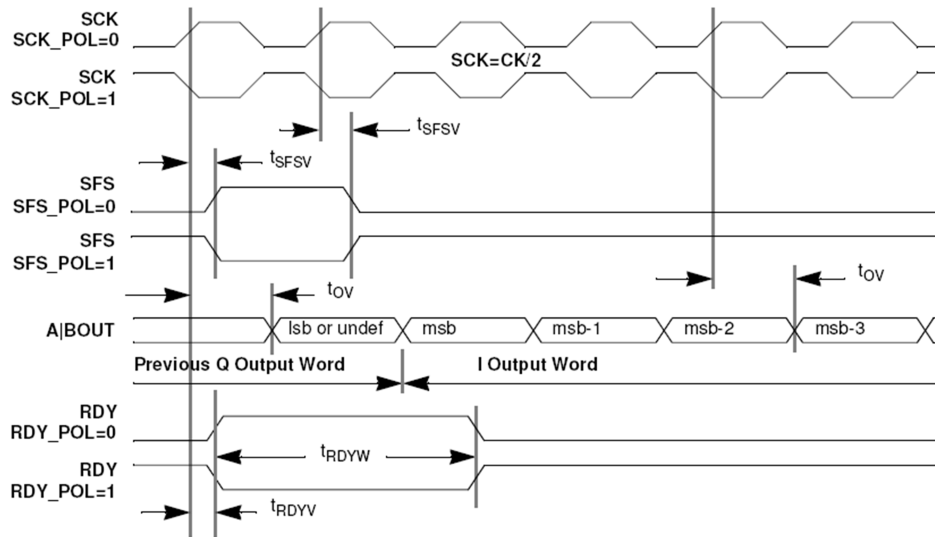 SCK
SCK_POL=0
SCK=CK/2
SCK
SCK_POL=1
tSFSV
tSFSV
SFS
SFS_POL=0
SFS
SFS_POL=1
tOV
tOV
A|BOUT
lsb or undef
msb
msb-1
msb-2
msb-3
Previous Q Output Word
I Output Word
RDY
RDY_POL=0
tRDYW
RDY
RDY_POL=1
tRDYV